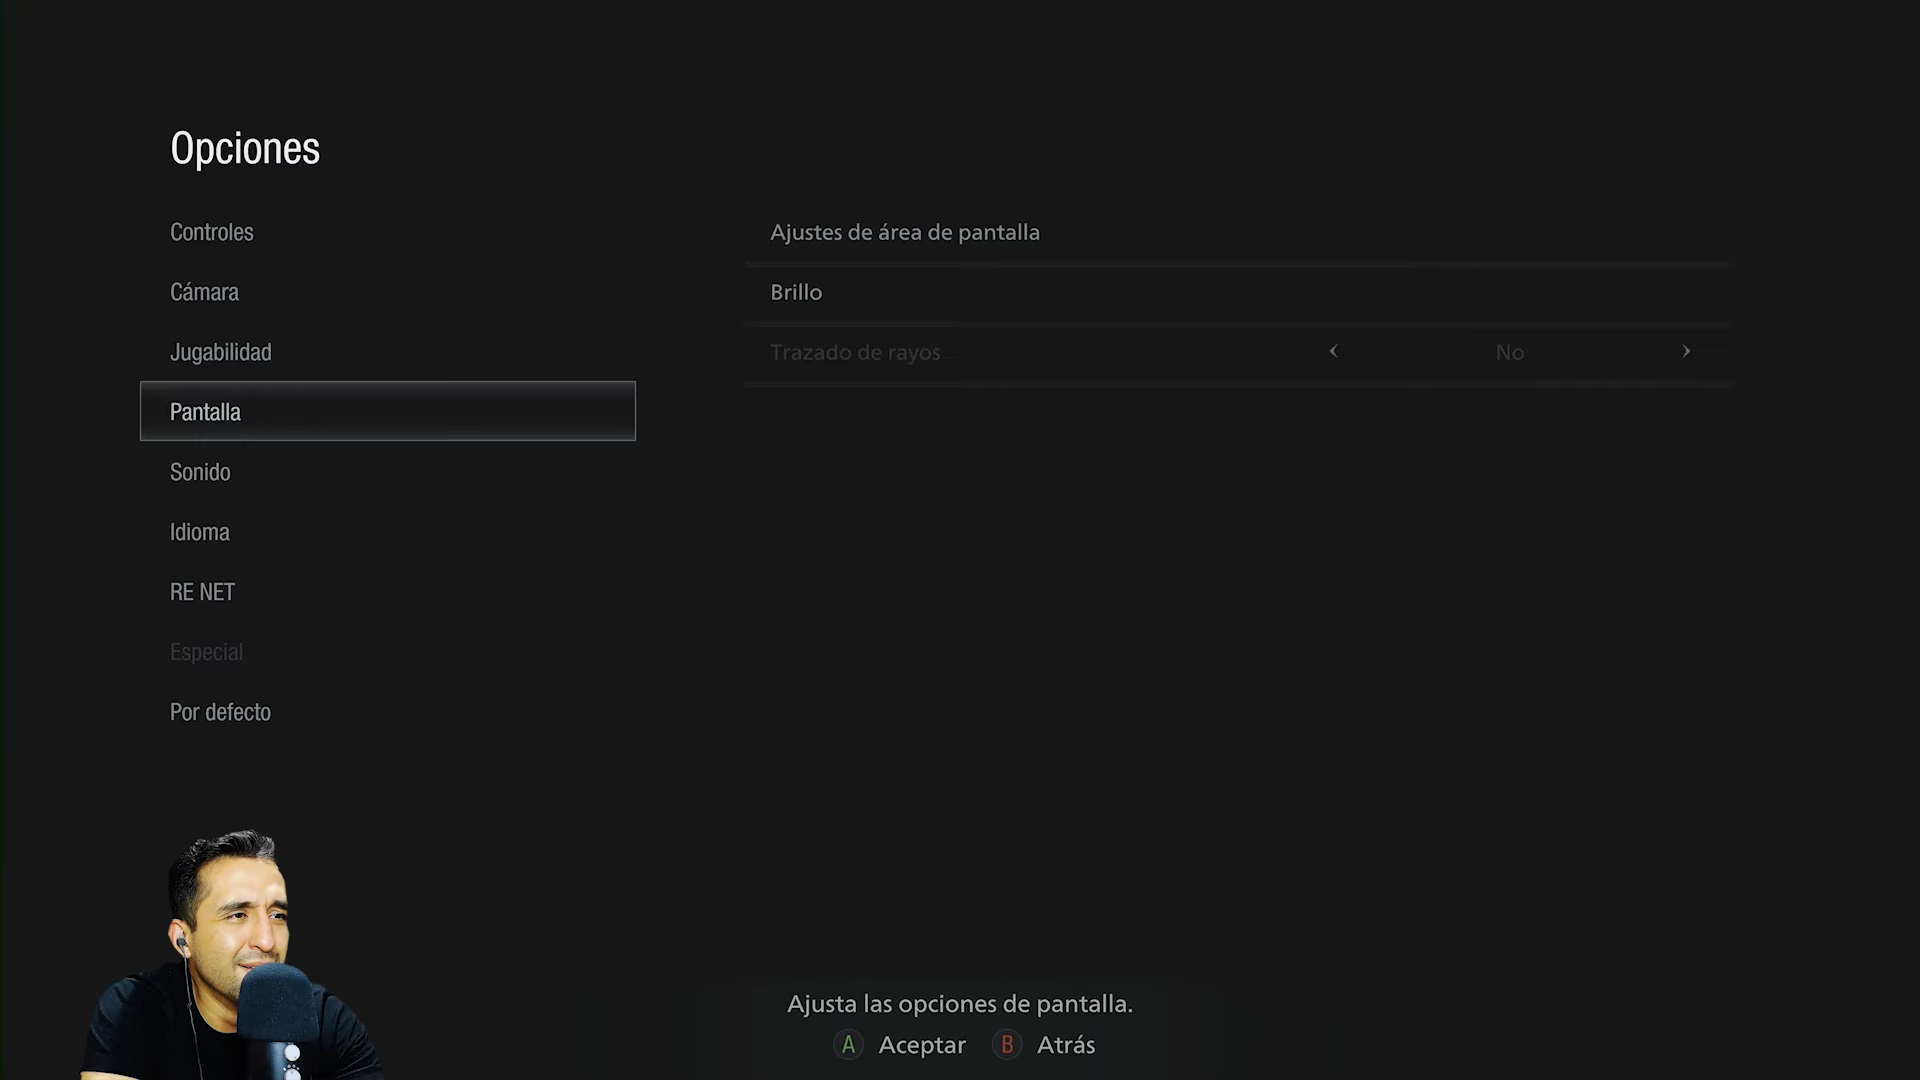 Opciones
Controles
Cámara
Jugabilidad
Pantalla
Sonido
Idioma
RE NET
Especial
Por defecto
Ajustes de área de pantalla
Brillo
Trazado de rayos No
Ajusta las opciones de pantalla.
A Aceptar B Atrás